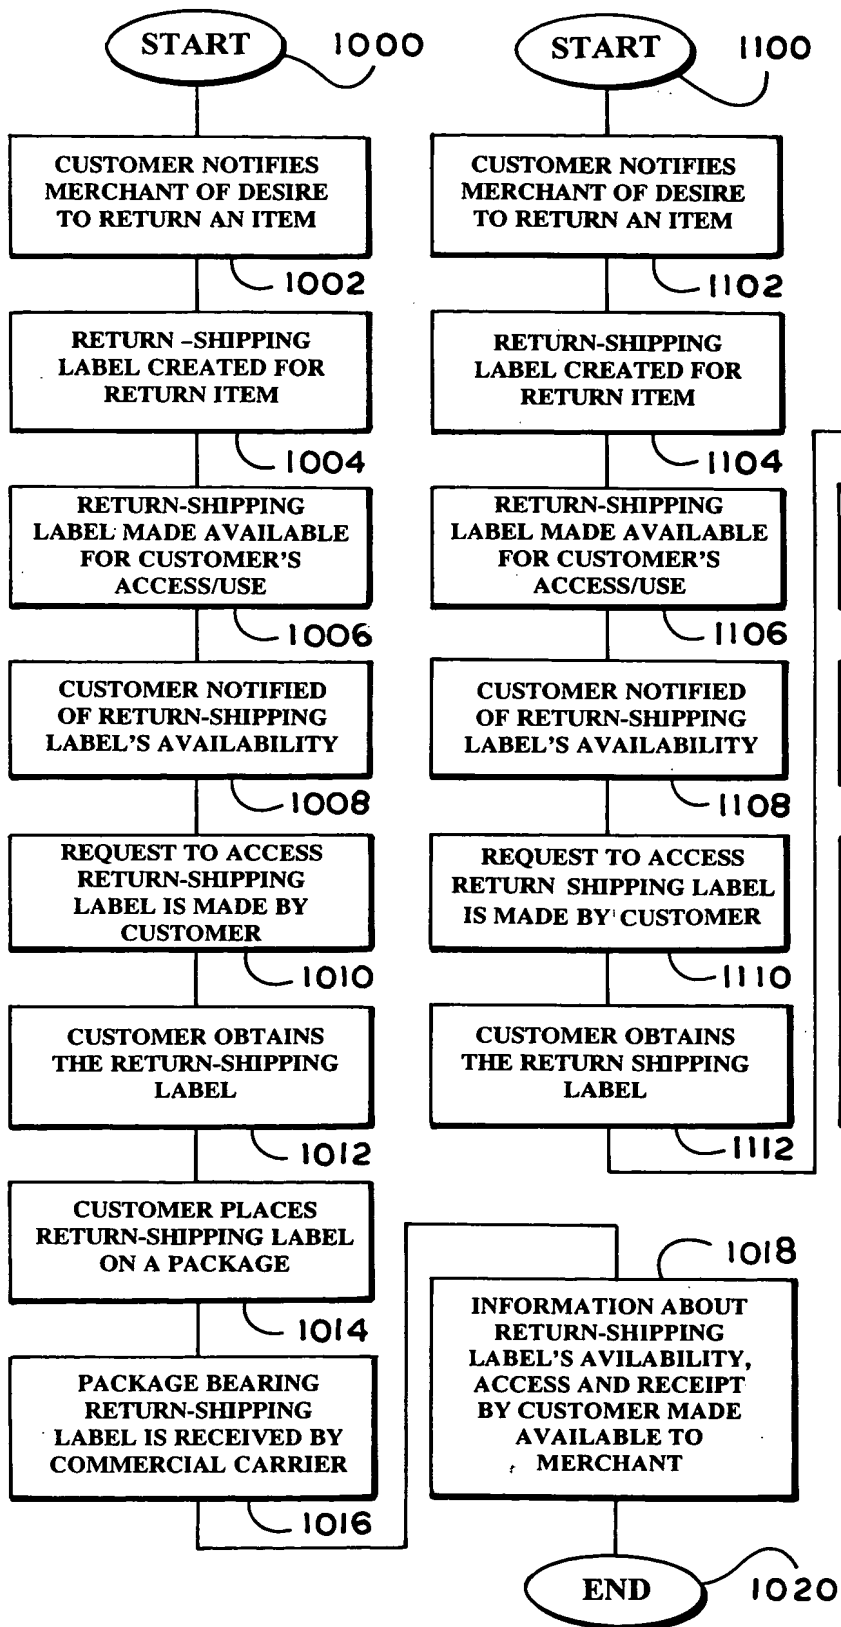 START
1000
CUSTOMER NOTIFIES
MERCHANT OF DESIRE
TO RETURN AN ITEM
1002
RETURN –SHIPPING
LABEL CREATED FOR
RETURN ITEM
1004
RETURN-SHIPPING
LABEL MADE AVAILABLE
FOR CUSTOMER'S
ACCESS/USE
1006
CUSTOMER NOTIFIED
OF RETURN-SHIPPING
LABEL'S AVAILABILITY
1008
REQUEST TO ACCESS
RETURN-SHIPPING
LABEL IS MADE BY
CUSTOMER
1010
CUSTOMER OBTAINS
THE RETURN-SHIPPING
LABEL
1012
CUSTOMER PLACES
RETURN-SHIPPING LABEL
ON A PACKAGE
1014
PACKAGE BEARING
RETURN-SHIPPING
LABEL IS RECEIVED BY
COMMERCIAL CARRIER
1016
1018
INFORMATION ABOUT
RETURN-SHIPPING
LABEL'S AVILABILITY,
ACCESS AND RECEIPT
BY CUSTOMER MADE
AVAILABLE TO
MERCHANT
END
1020
START
1100
CUSTOMER NOTIFIES
MERCHANT OF DESIRE
TO RETURN AN ITEM
1102
RETURN-SHIPPING
LABEL CREATED FOR
RETURN ITEM
1104
RETURN-SHIPPING
LABEL MADE AVAILABLE
FOR CUSTOMER'S
ACCESS/USE
1106
CUSTOMER NOTIFIED
OF RETURN-SHIPPING
LABEL'S AVAILABILITY
1108
REQUEST TO ACCESS
RETURN SHIPPING LABEL
IS MADE BY CUSTOMER
1110
CUSTOMER OBTAINS
THE RETURN SHIPPING
LABEL
1112